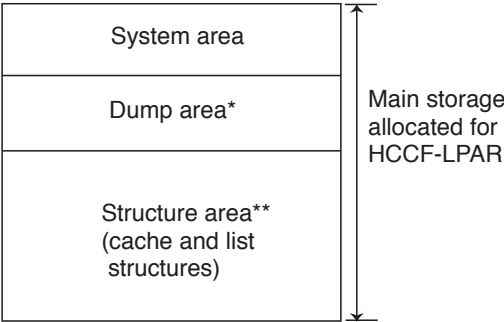 System area
Dump area*
Main storage
allocated for
HCCF-LPAR
Structure area**
(cache and list
structures)